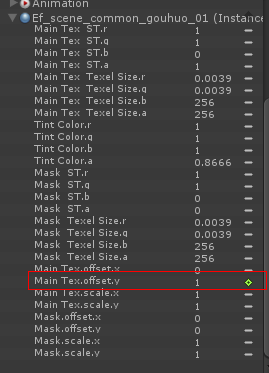 Animation
Ef_scene_common_gouhuo_01 (Instance
Main Tex ST.r 1
Main Tex ST.g 1
Main Tex ST.b 0
Main Tex ST.a 1
Main Tex Texel Size.r 0.0039
Main Tex Texel Size.g 0.0039
Main Tex Texel Size.b 256
Main Tex Texel Size.a 256
Tint Color.r 1
Tint Color.g 1
Tint Color.b 1
Tint Color.a 0.8666
Mask ST.r 1
Mask ST.g 1
Mask ST.b 0
Mask ST.a 0
Mask Texel Size.r 0.0039
Mask Texel Size.g 0.0039
Mask Texel Size.b 256
Mask Texel Size.a 256
Main Tex.offset.x 0
Main Tex.offset.y 1
Main Tex.scale.x 1
Main Tex.scale.y 1
Mask.offset.x 0
Mask.offset.y 0
Mask.scale.x 1
Mask.scale.y 1